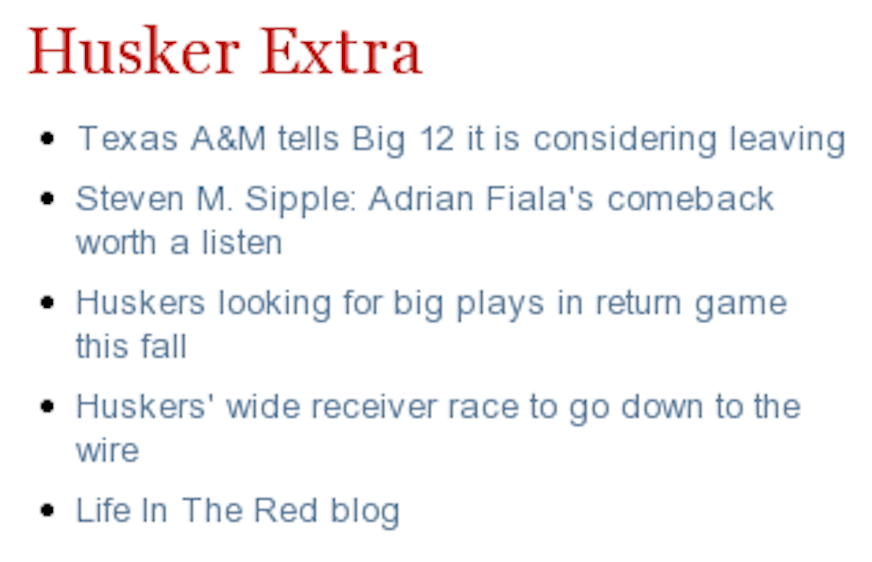 Husker Extra
Texas A&M tells Big 12 it is considering leaving
Steven M. Sipple: Adrian Fiala's comeback
worth a listen
Huskers looking for big plays in return game
this fall
Huskers' wide receiver race to go down to the
wire
Life In The Red blog